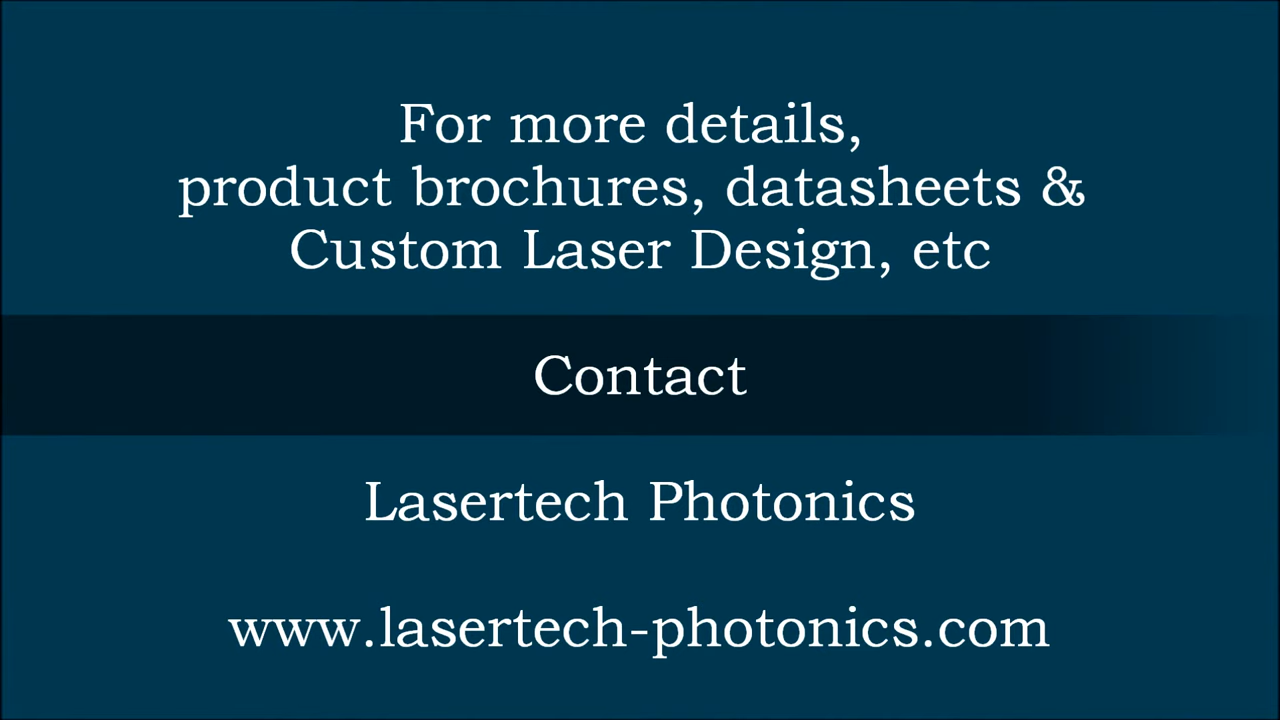 For more details,
product brochures, datasheets &
Custom Laser Design, etc
Contact
Lasertech Photonics
www.lasertech-photonics.com